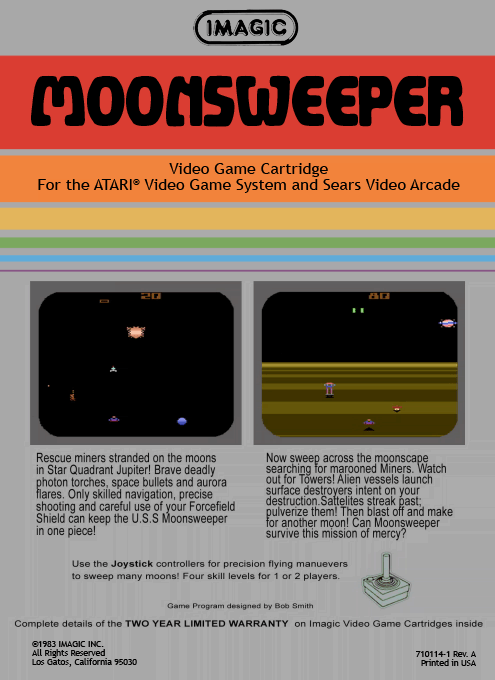 IMAGIC
MOONSWEEPER
Video Game Cartridge
For the ATARI® Video Game System and Sears Video Arcade
20
80
Rescue miners stranded on the moons
in Star Quadrant Jupiter! Brave deadly
photon torches, space bullets and aurora
flares. Only skilled navigation, precise
shooting and careful use of your Forcefield
Shield can keep the U.S.S Moonsweeper
in one piece!
Now sweep across the moonscape
searching for marooned Miners. Watch
out for Towers! Alien vessels launch
surface destroyers intent on your
destruction.Sattelites streak past;
pulverize them! Then blast off and make
for another moon! Can Moonsweeper
survive this mission of mercy?
Use the Joystick controllers for precision flying manuevers
to sweep many moons! Four skill levels for 1 or 2 players.
Game Program designed by Bob Smith
Complete details of the TWO YEAR LIMITED WARRANTY on Imagic Video Game Cartridges inside
©1983 IMAGIC INC.
All Rights Reserved
Los Gatos, California 95030
710114-1 Rev. A
Printed in USA